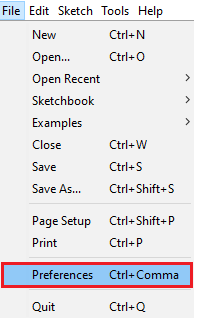 File Edit Sketch Tools Help
New Ctrl+N
Open... Ctrl+O
Open Recent
Sketchbook
Examples
Close Ctrl+W
Save Ctrl+S
Save As... Ctrl+Shift+S
Page Setup Ctrl+Shift+P
Print Ctrl+P
Preferences Ctrl+Comma
Quit Ctrl+Q